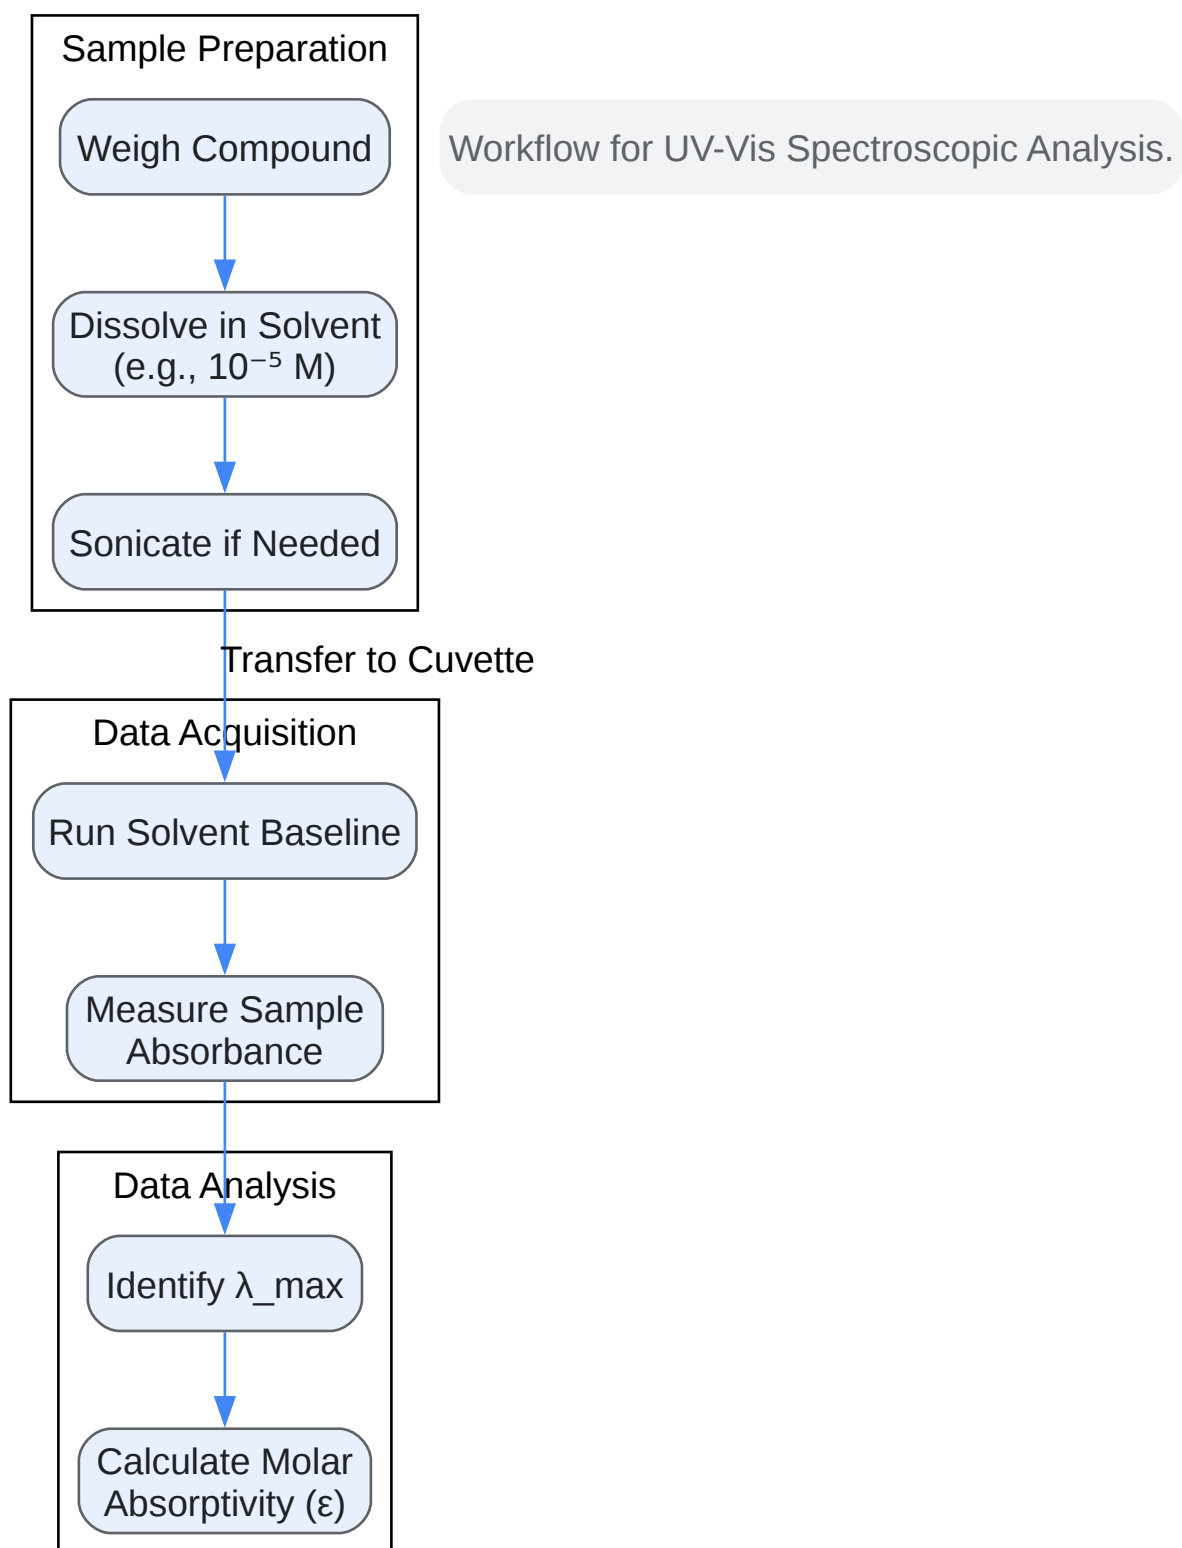 Sample Preparation
Weigh Compound
Workflow for UV-Vis Spectroscopic Analysis.
Dissolve in Solvent
(e.g., 10⁻⁵ M)
Sonicate if Needed
Transfer to Cuvette
Data Acquisition
Run Solvent Baseline
Measure Sample
Absorbance
Data Analysis
Identify λ_max
Calculate Molar
Absorptivity (ε)